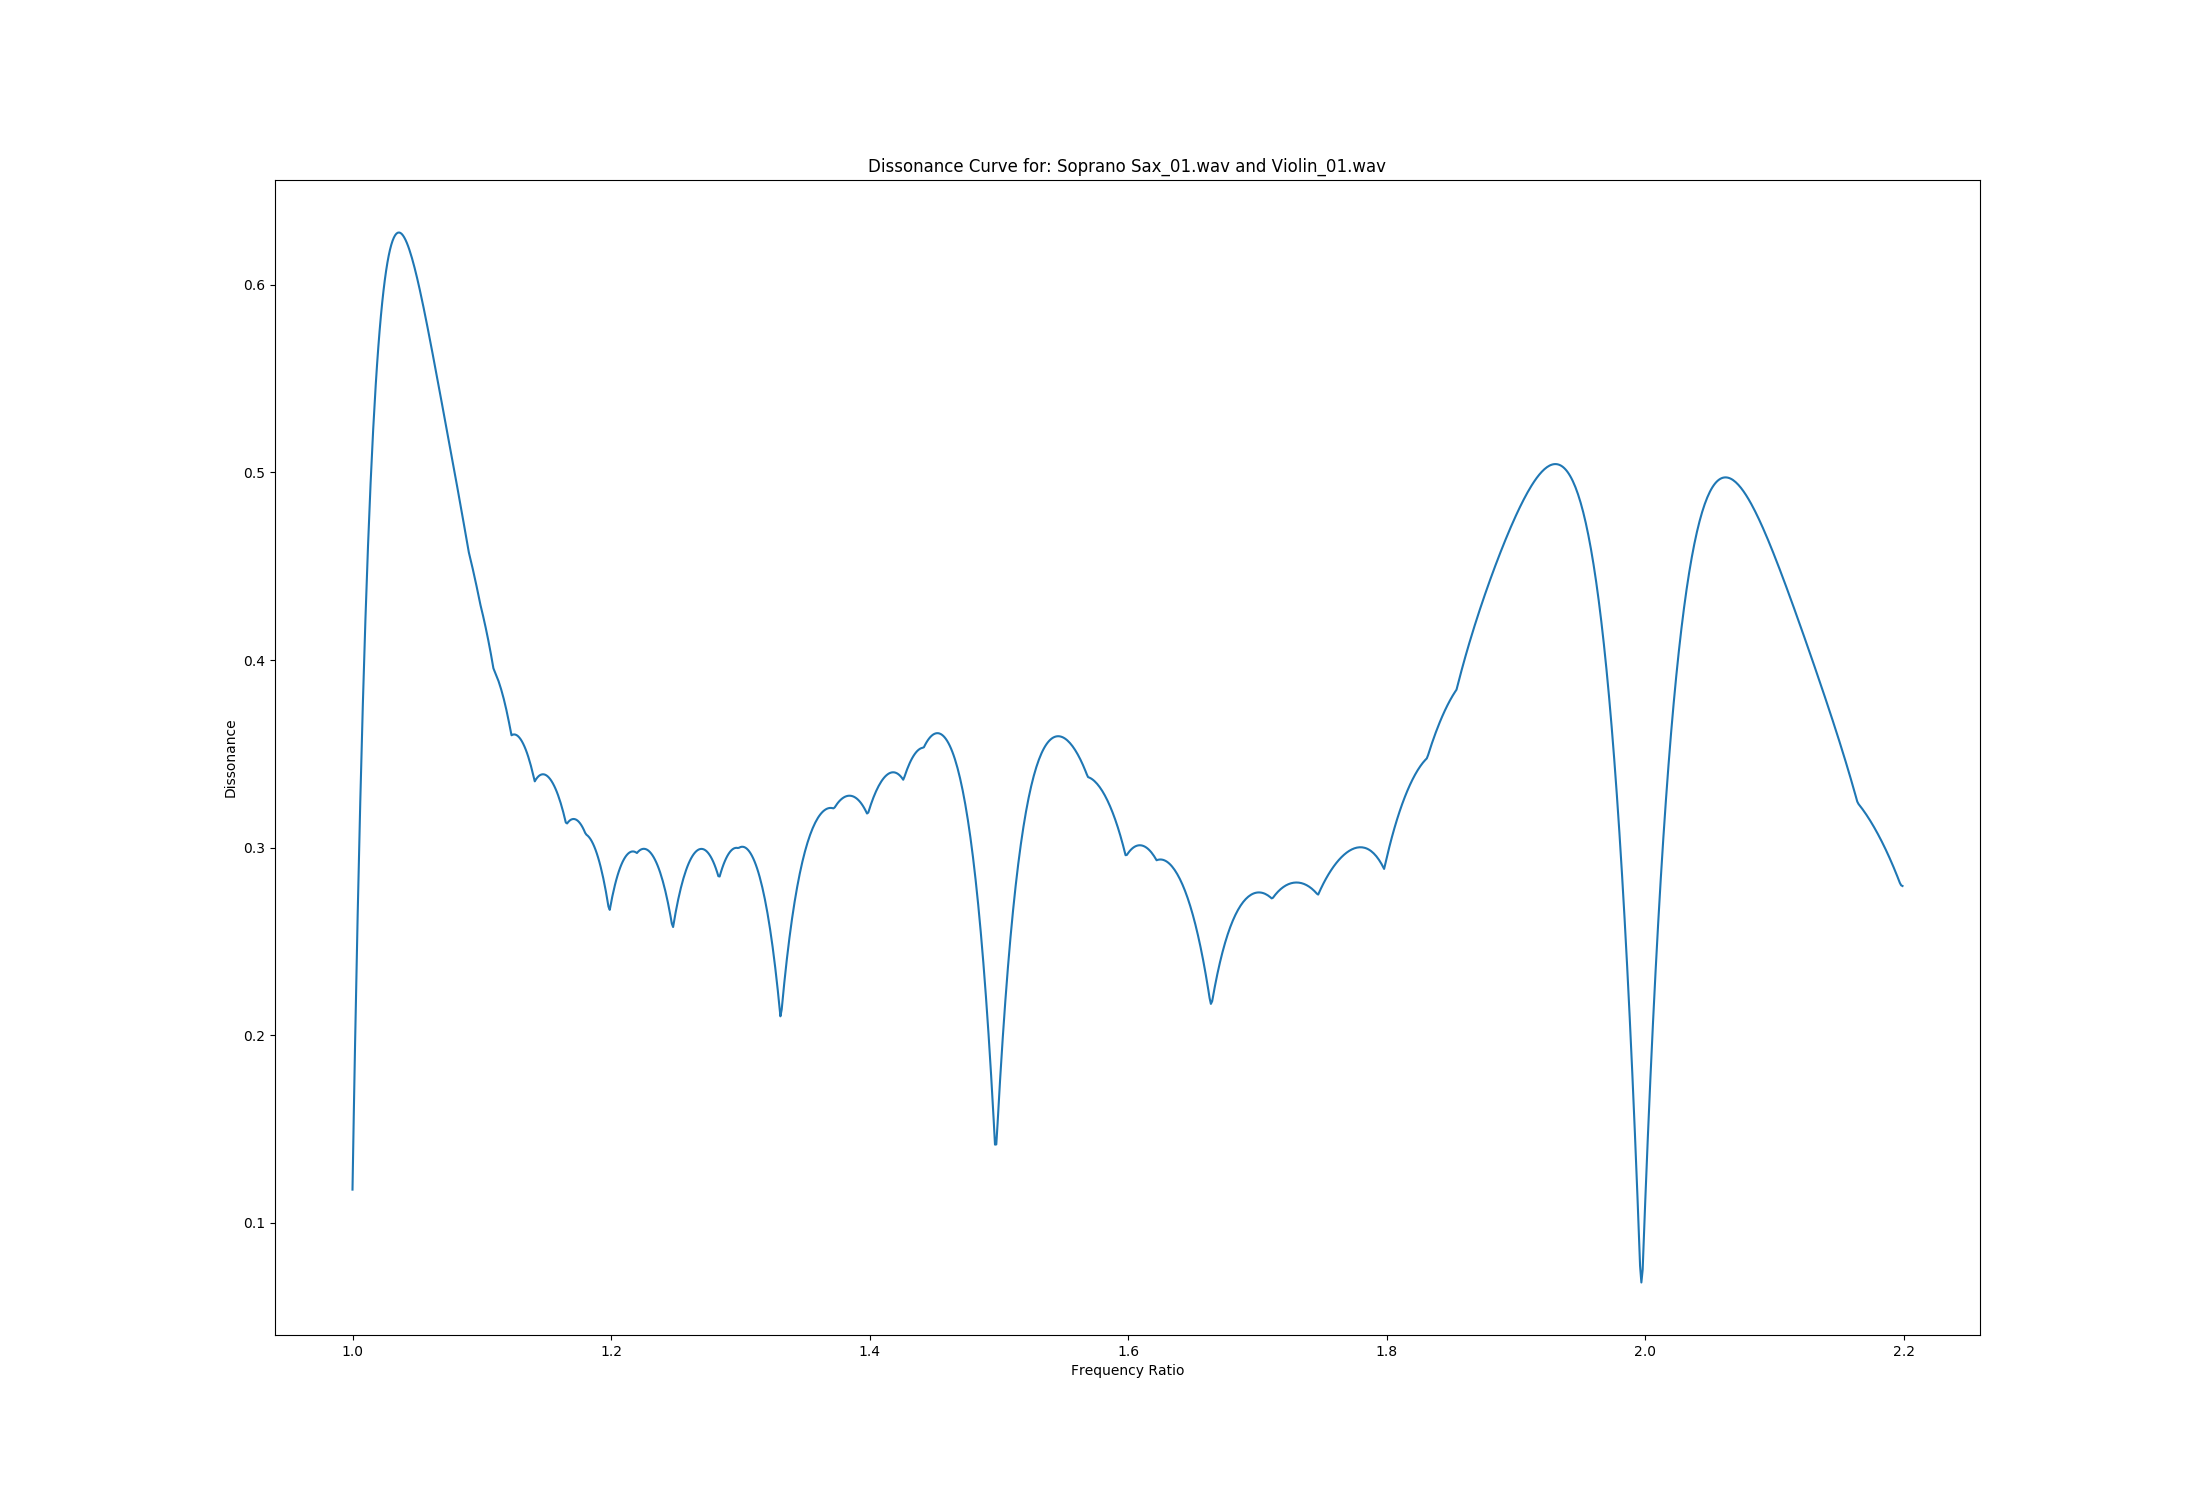 Dissonance Curve for: Soprano Sax_01.wav and Violin_01.wav
0.6
0.5
0.4
0.3
0.2
0.1
Dissonance
1.0 1.2 1.4 1.6 1.8 2.0 2.2
Frequency Ratio